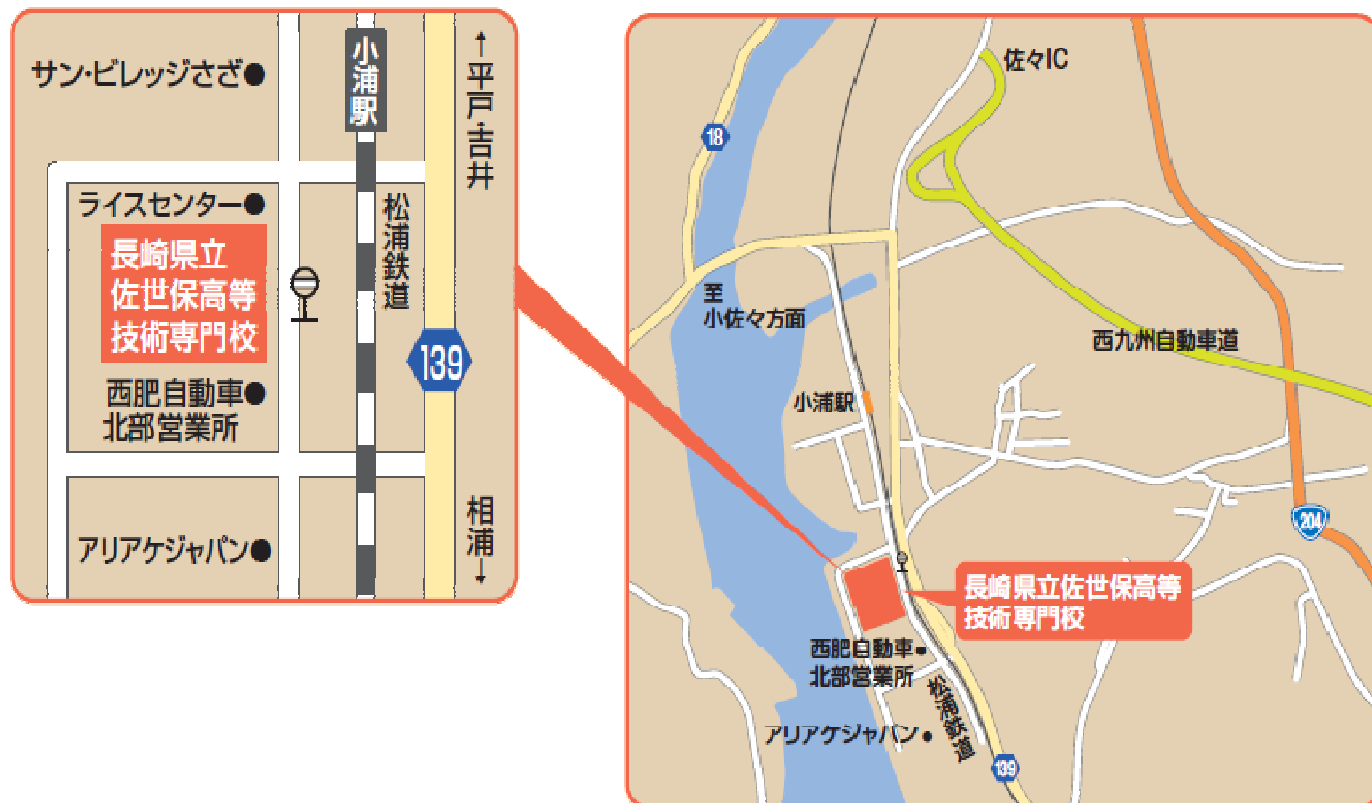 サン・ビレッジさざ
小浦駅
↑平戸・吉井
ライスセンター
松浦鉄道
長崎県立
佐世保高等
技術専門校
139
西肥自動車
北部営業所
相浦↓
アリアケジャパン
佐々IC
18
至
小佐々方面
西九州自動車道
小浦駅
204
長崎県立佐世保高等
技術専門校
西肥自動車
北部営業所
松浦鉄道
アリアケジャパン
139